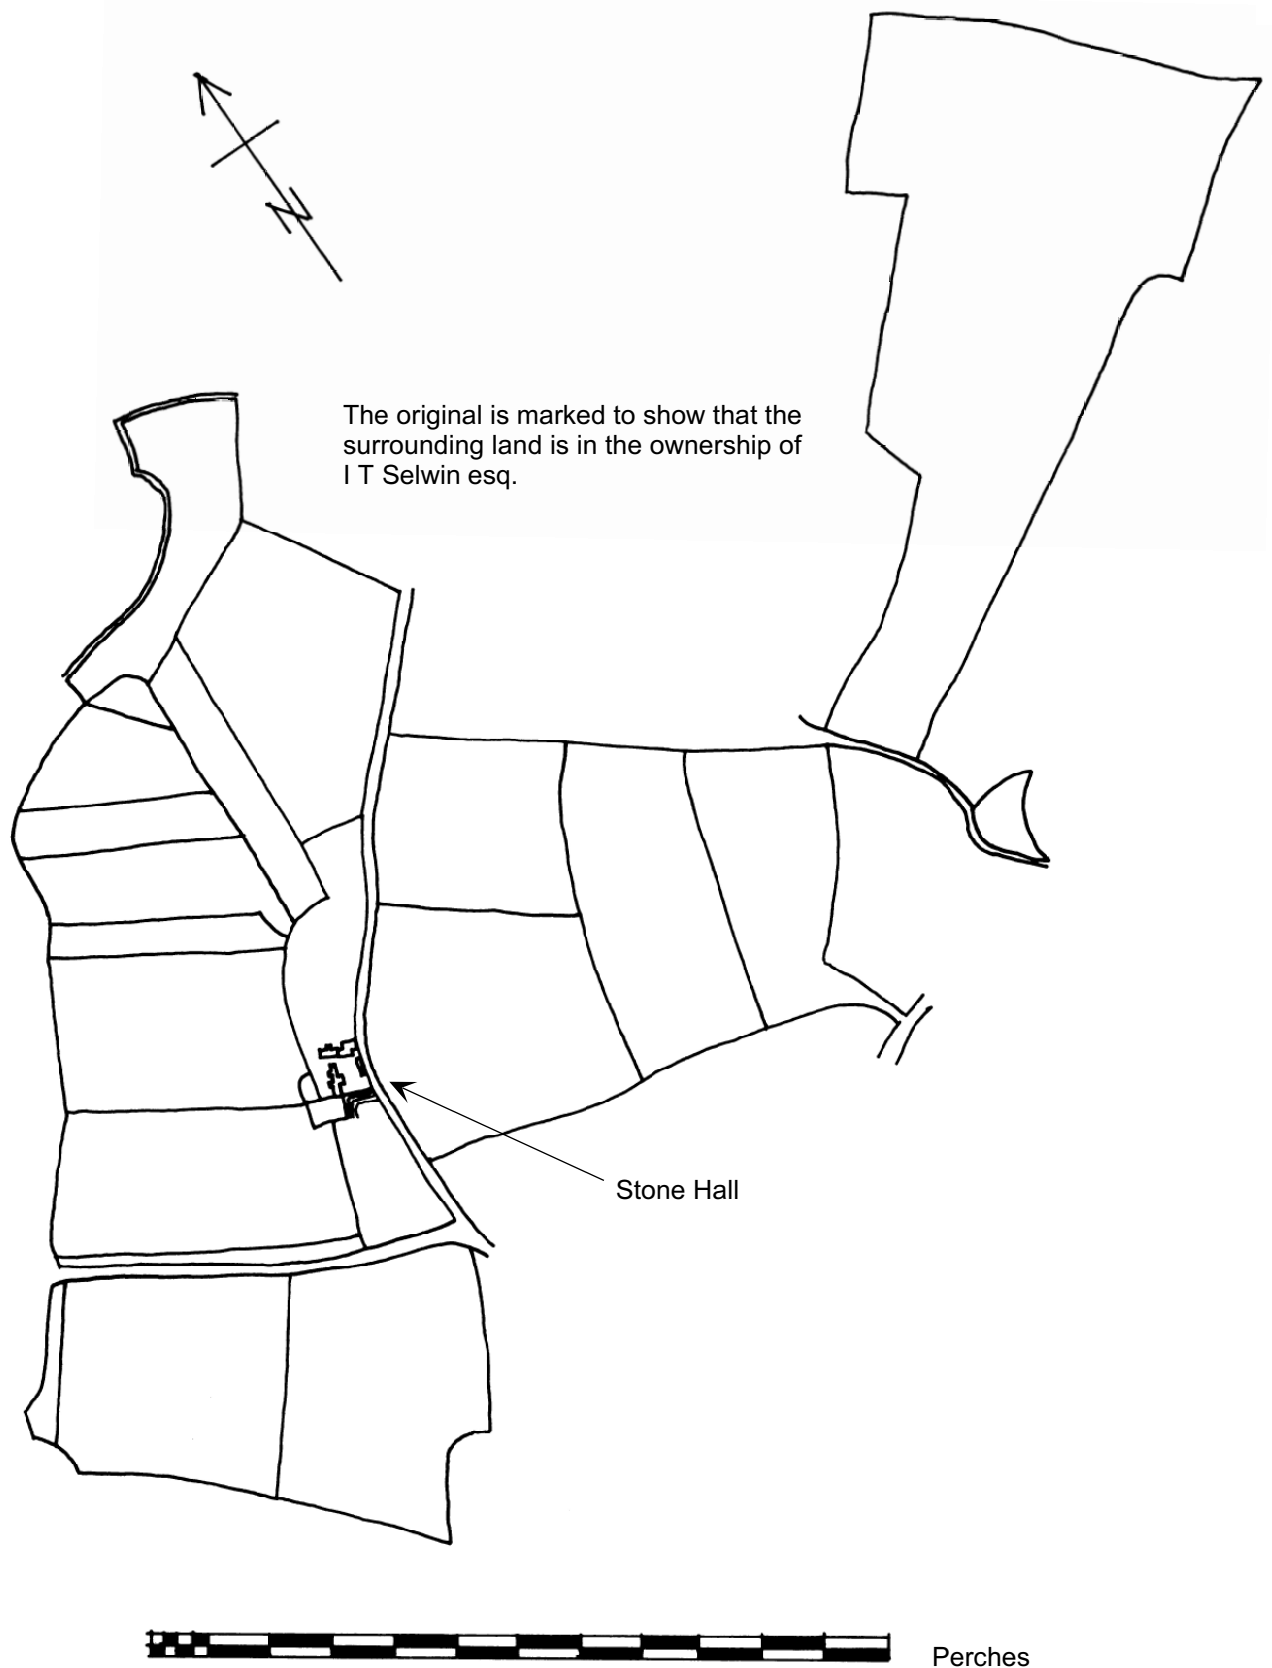 N
The original is marked to show that the
surrounding land is in the ownership of
I T Selwin esq.
Stone Hall
Perches